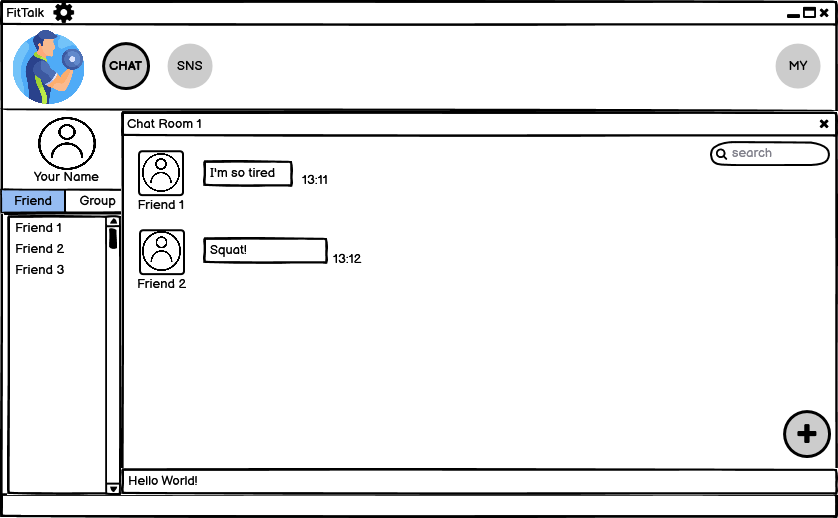 FitTalk
CHAT
SNS
MY
Your Name
Friend Group
Friend 1
Friend 2
Friend 3
Chat Room 1
search
I'm so tired
13:11
Friend 1
Squat!
13:12
Friend 2
Hello World!